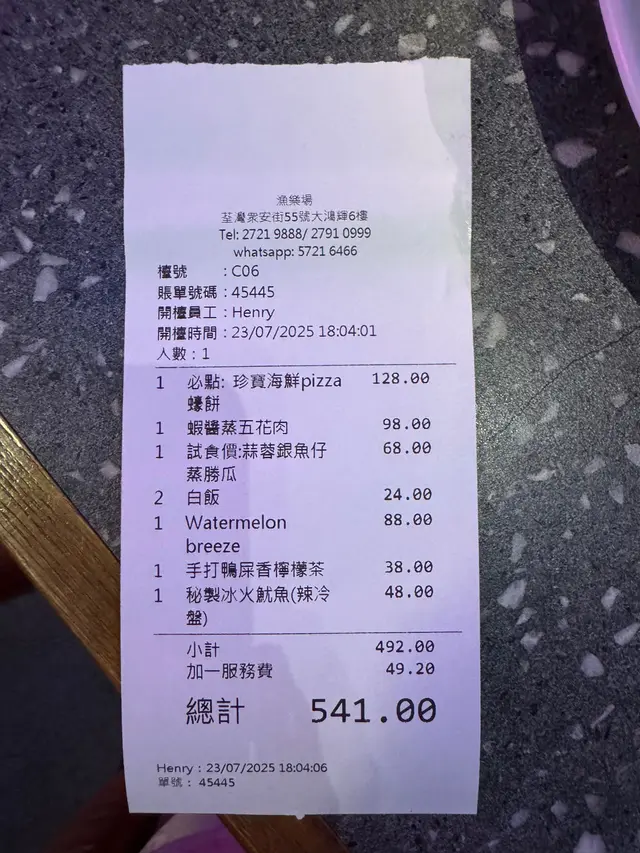 漁樂場
荃灣衆安街55號大鴻輝6樓
Tel: 2721 9888/ 2791 0999
whatsapp: 5721 6466
檯號 : C06
賬單號碼 : 45445
開檯員工 : Henry
開檯時間 : 23/07/2025 18:04:01
人數 : 1
1 必點: 珍寶海鮮pizza 128.00
蠔餅
1 蝦醬蒸五花肉 98.00
1 試食價:蒜蓉銀魚仔 68.00
蒸勝瓜
2 白飯 24.00
1 Watermelon 88.00
breeze
1 手打鴨屎香檸檬茶 38.00
1 秘製冰火魷魚(辣冷 48.00
盤)
小計 492.00
加一服務費 49.20
總計 541.00
Henry : 23/07/2025 18:04:06
單號 : 45445